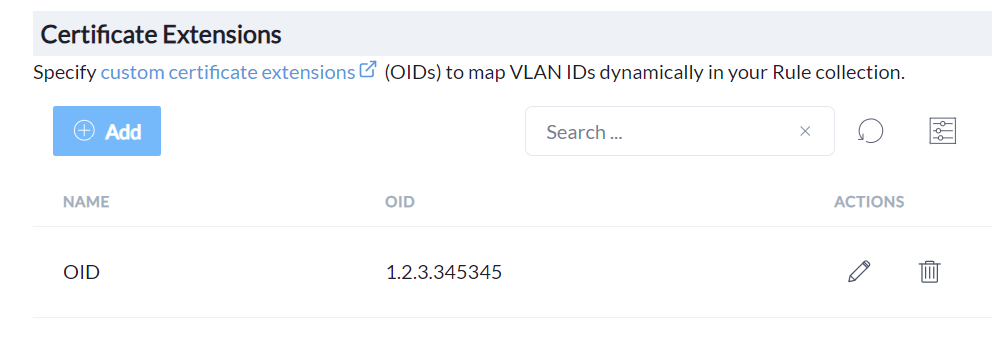 Certificate Extensions
Specify custom certificate extensions (OIDs) to map VLAN IDs dynamically in your Rule collection.
Add
Search ...
NAME OID ACTIONS
OID 1.2.3.345345